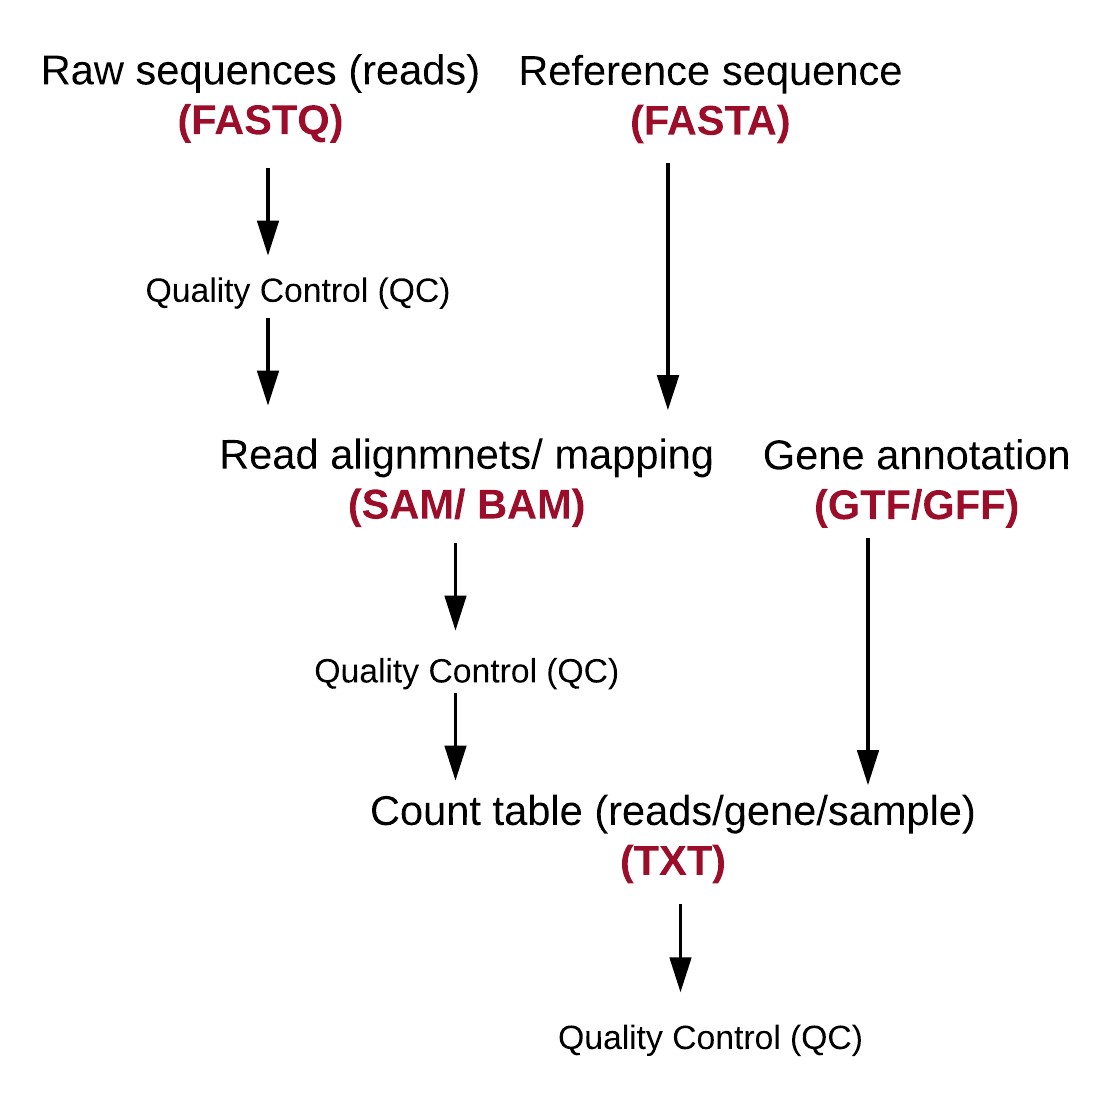 Raw sequences (reads)
(FASTQ)
Reference sequence
(FASTA)
Quality Control (QC)
Read alignmnets/ mapping
(SAM/ BAM)
Gene annotation
(GTF/GFF)
Quality Control (QC)
Count table (reads/gene/sample)
(TXT)
Quality Control (QC)